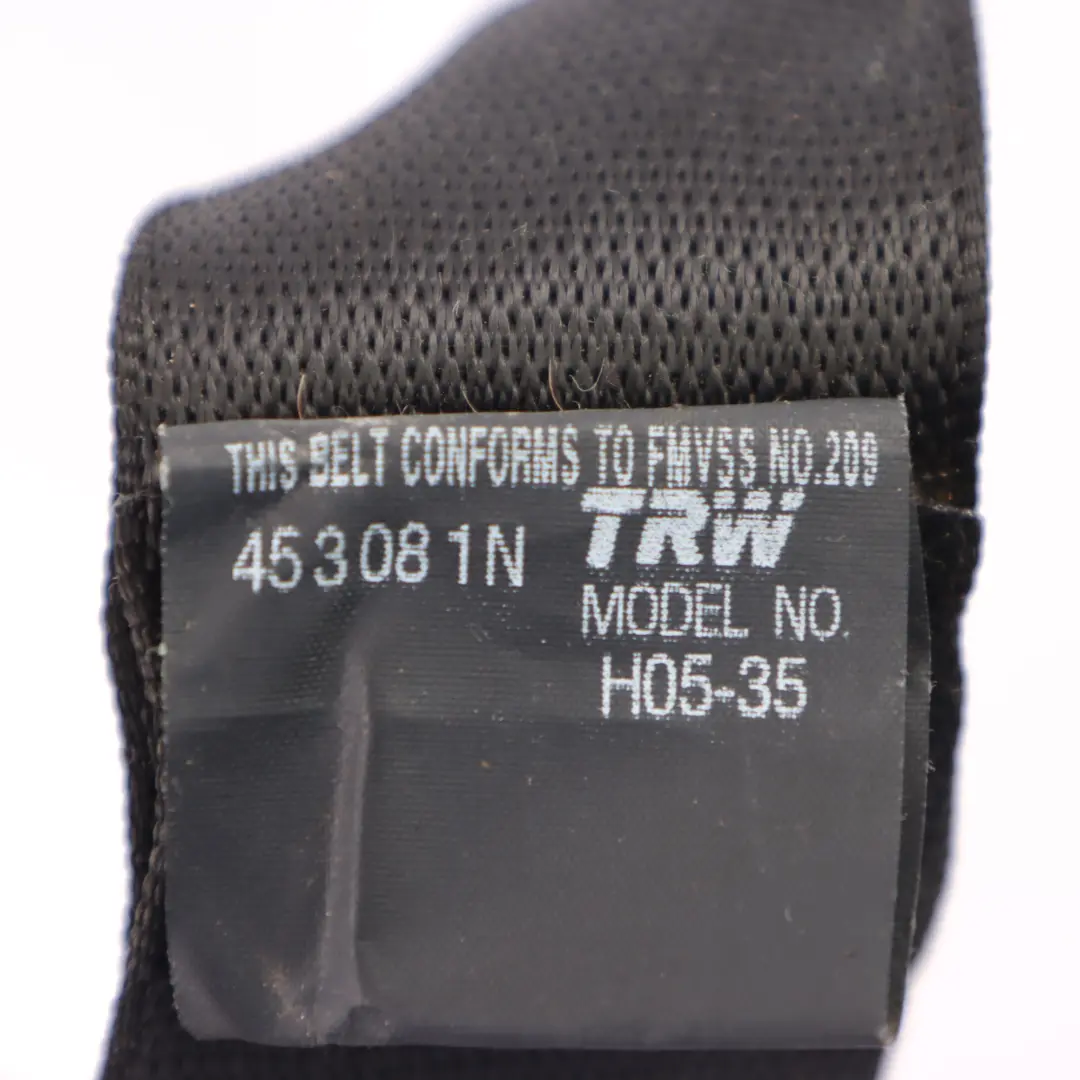 THIS BELT CONFORMS TO FMVSS NO.209
453081N
TRW
MODEL NO.
H05-35